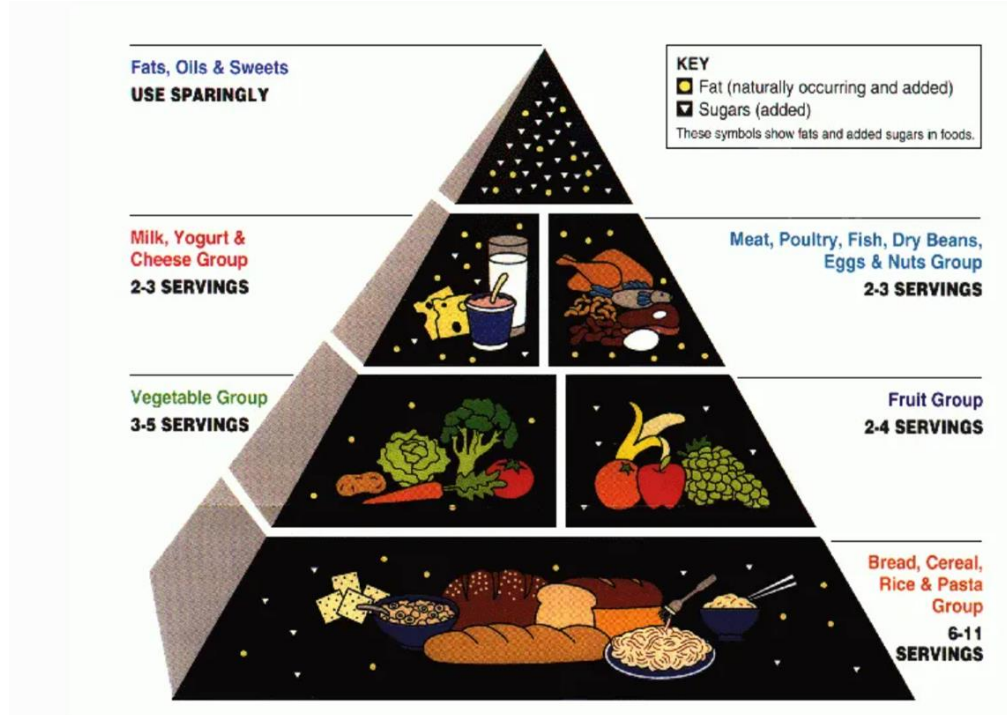 Fats, Oils & Sweets
USE SPARINGLY
KEY
Fat (naturally occurring and added)
Sugars (added)
These symbols show fats and added sugars in foods.
Milk, Yogurt &
Cheese Group
2-3 SERVINGS
Meat, Poultry, Fish, Dry Beans,
Eggs & Nuts Group
2-3 SERVINGS
Vegetable Group
3-5 SERVINGS
Fruit Group
2-4 SERVINGS
Bread, Cereal,
Rice & Pasta
Group
6-11
SERVINGS